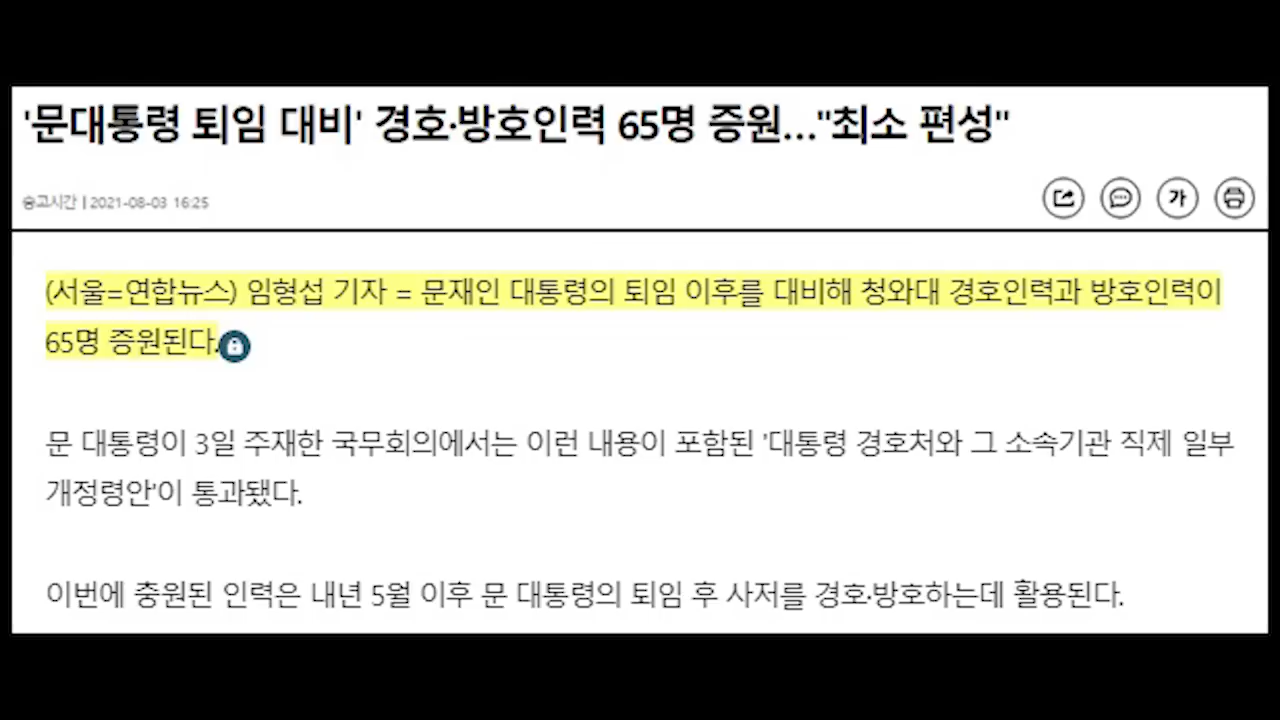 '문대통령 퇴임 대비' 경호·방호인력 65명 증원…"최소 편성"
송고시간 | 2021-08-03 16:25
가
(서울=연합뉴스) 임형섭 기자 = 문재인 대통령의 퇴임 이후를 대비해 청와대 경호인력과 방호인력이
65명 증원된다.
문 대통령이 3일 주재한 국무회의에서는 이런 내용이 포함된 '대통령 경호처와 그 소속기관 직제 일부
개정령안'이 통과됐다.
이번에 충원된 인력은 내년 5월 이후 문 대통령의 퇴임 후 사저를 경호·방호하는데 활용된다.